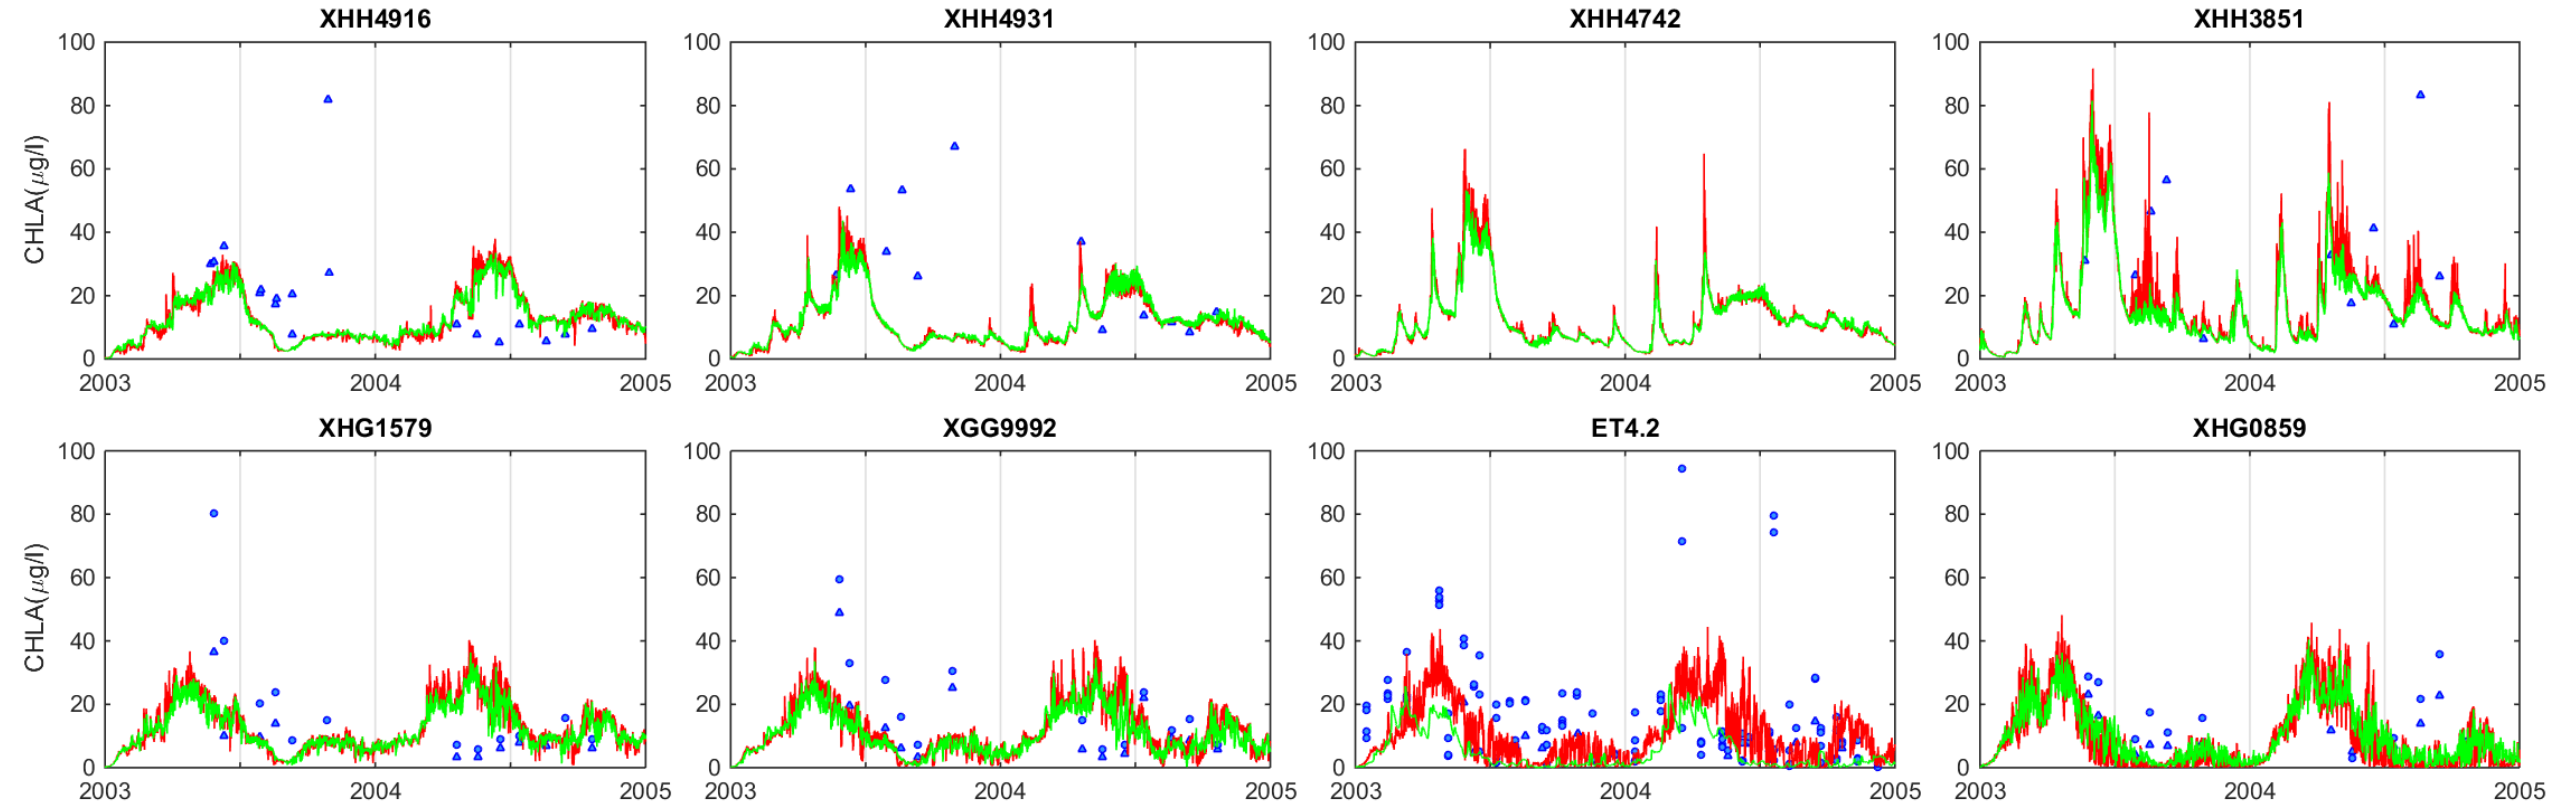 XHH4916 XHH4931 XHH4742 XHH3851
100 100 100 100
80 80 80 80
60 60 60 60
CHLA(μg/l)
40 40 40 40
20 20 20 20
0 0 0 0
2003 2004 2005 2003 2004 2005 2003 2004 2005 2003 2004 2005
XHG1579 XGG9992 ET4.2 XHG0859
100 100 100 100
80 80 80 80
60 60 60 60
CHLA(μg/l)
40 40 40 40
20 20 20 20
0 0 0 0
2003 2004 2005 2003 2004 2005 2003 2004 2005 2003 2004 2005